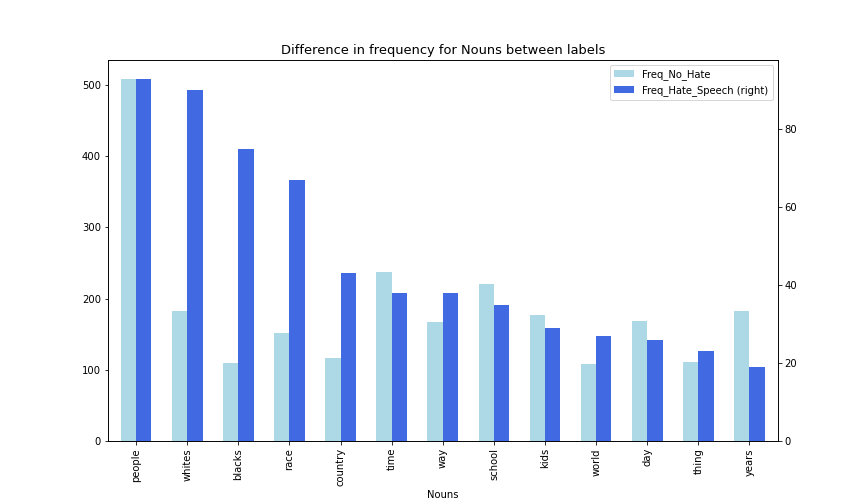 Difference in frequency for Nouns between labels
Freq_No_Hate
Freq_Hate_Speech (right)
500
400
300
200
100
0
80
60
40
20
0
people
whites
blacks
race
country
time
way
school
kids
world
day
thing
years
Nouns